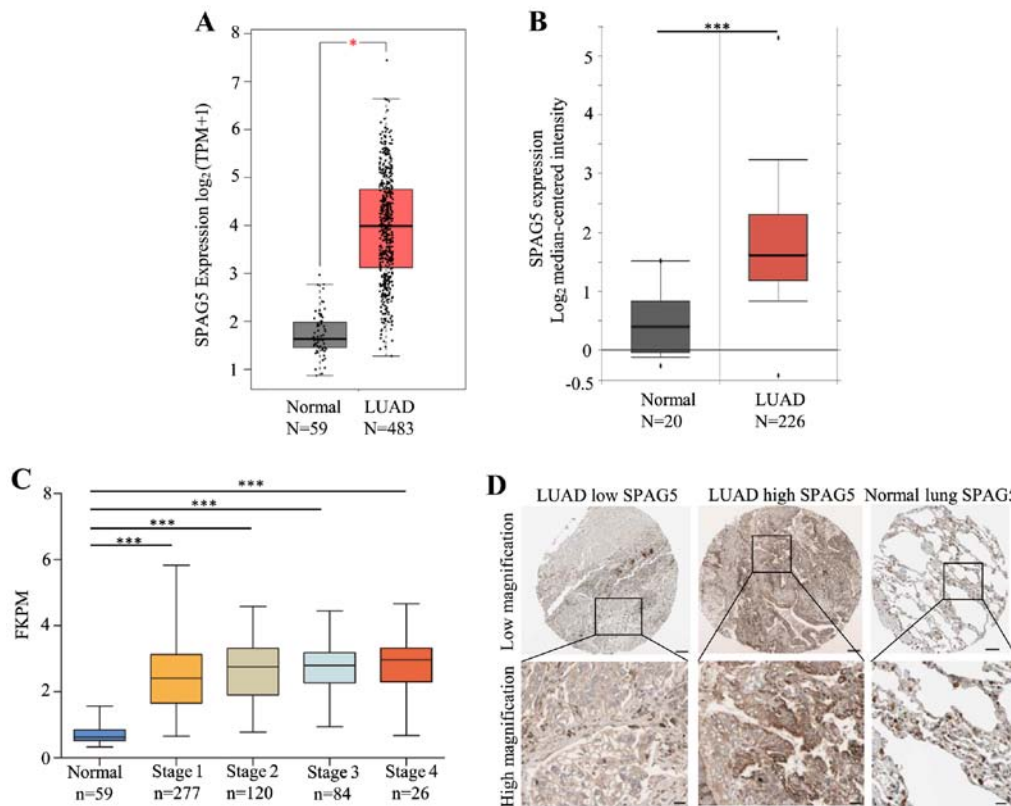 A
SPAG5 Expression log2 (TPM+1)
8
7
6
5
4
3
2
1
*
Normal
N=59
LUAD
N=483
B
SPAG5 expression
Log2 median-centered intensity
5
4
3
2
1
0
-0.5
***
Normal
N=20
LUAD
N=226
C
FKPM
8
6
4
2
0
***
***
***
***
Normal
n=59
Stage 1
n=277
Stage 2
n=120
Stage 3
n=84
Stage 4
n=26
D
LUAD low SPAG5
LUAD high SPAG5
Normal lung SPAG5
Low magnification
High magnification